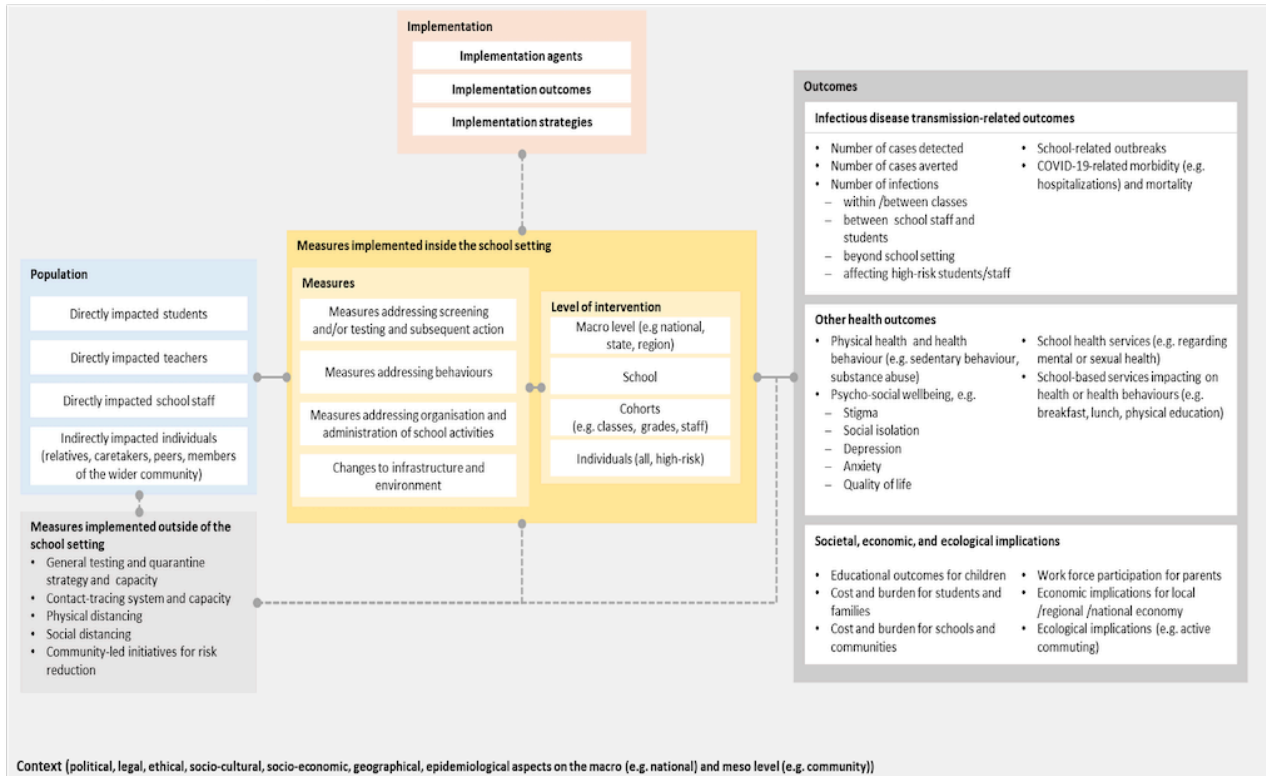 Implementation
Implementation agents
Implementation outcomes
Implementation strategies
Population
Directly impacted students
Directly impacted teachers
Directly impacted school staff
Indirectly impacted individuals
(relatives, caretakers, peers, members
of the wider community)
Measures implemented outside of the
school setting
• General testing and quarantine
strategy and capacity
• Contact-tracing system and capacity
• Physical distancing
• Social distancing
• Community-led initiatives for risk
reduction
Measures implemented inside the school setting
Measures
Measures addressing screening
and/or testing and subsequent action
Measures addressing behaviours
Measures addressing organisation and
administration of school activities
Changes to infrastructure and
environment
Level of intervention
Macro level (e.g national,
state, region)
School
Cohorts
(e.g. classes, grades, staff)
Individuals (all, high-risk)
Outcomes
Infectious disease transmission-related outcomes
• Number of cases detected
• Number of cases averted
• Number of infections
– within /between classes
– between school staff and
students
– beyond school setting
– affecting high-risk students/staff
• School-related outbreaks
• COVID-19-related morbidity (e.g.
hospitalizations) and mortality
Other health outcomes
• Physical health and health
behaviour (e.g. sedentary behaviour,
substance abuse)
• Psycho-social wellbeing, e.g.
– Stigma
– Social isolation
– Depression
– Anxiety
– Quality of life
• School health services (e.g. regarding
mental or sexual health)
• School-based services impacting on
health or health behaviours (e.g.
breakfast, lunch, physical education)
Societal, economic, and ecological implications
• Educational outcomes for children
• Cost and burden for students and
families
• Cost and burden for schools and
communities
• Work force participation for parents
• Economic implications for local
/regional /national economy
• Ecological implications (e.g. active
commuting)
Context (political, legal, ethical, socio-cultural, socio-economic, geographical, epidemiological aspects on the macro (e.g. national) and meso level (e.g. community))